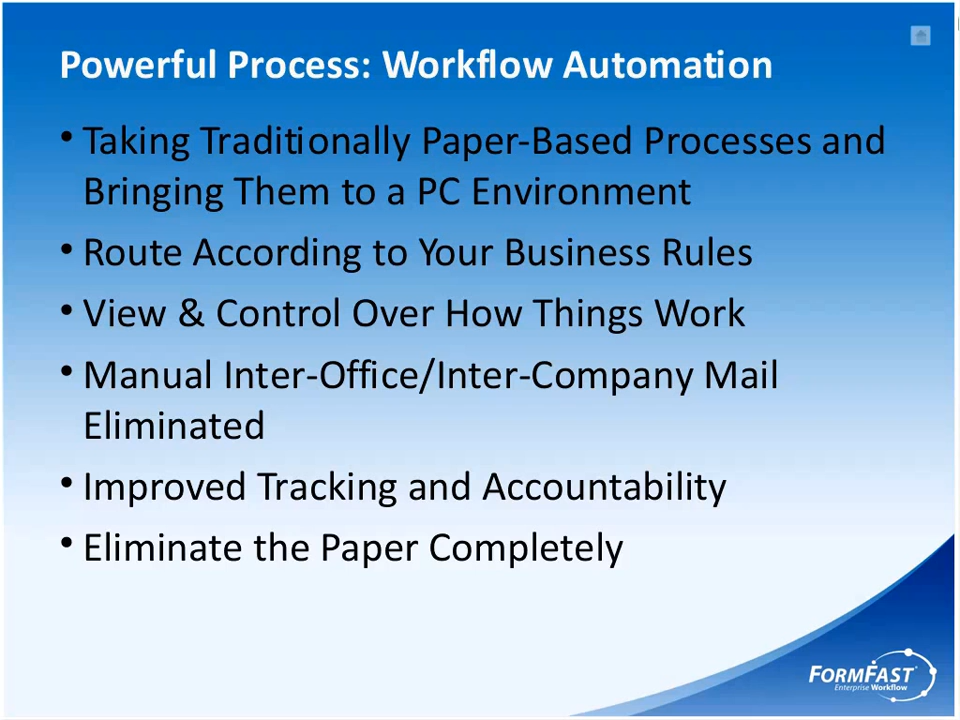 Powerful Process: Workflow Automation
• Taking Traditionally Paper-Based Processes and
Bringing Them to a PC Environment
• Route According to Your Business Rules
• View & Control Over How Things Work
• Manual Inter-Office/Inter-Company Mail
Eliminated
• Improved Tracking and Accountability
• Eliminate the Paper Completely
FORMFAST
Enterprise Workflow